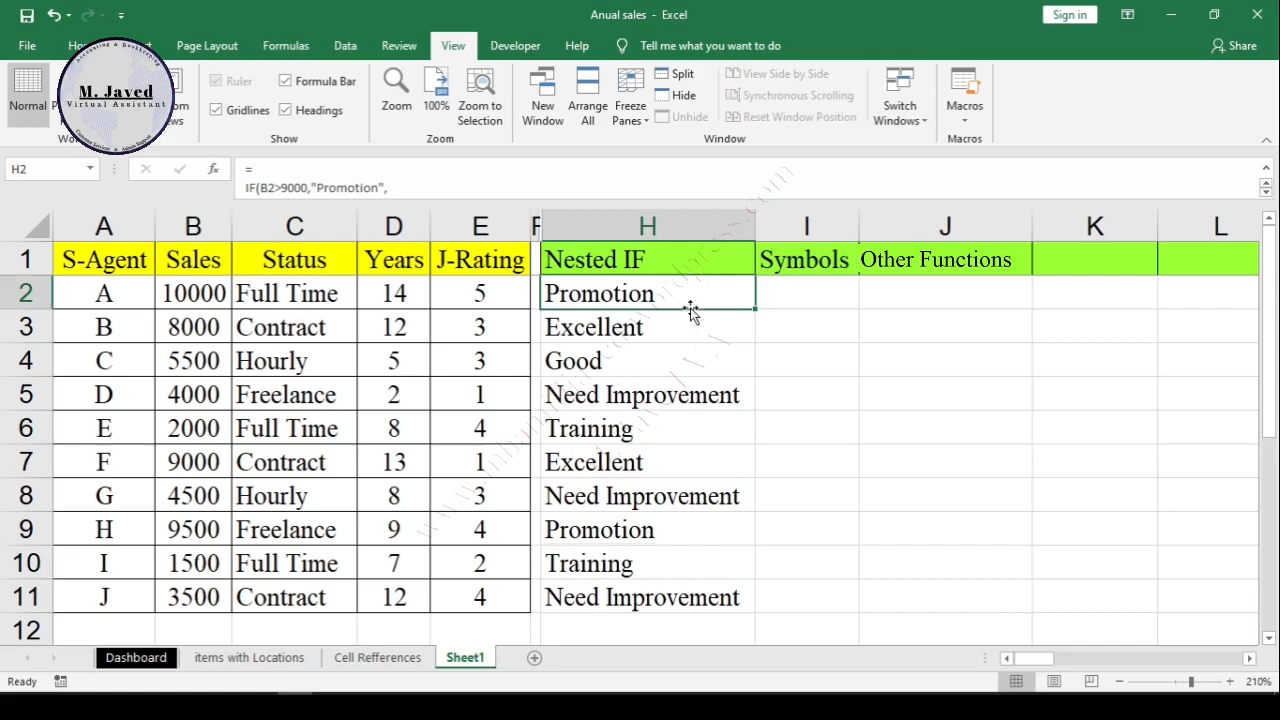 Anual sales - Excel
Sign in
File Page Layout Formulas Data Review View Developer Help Tell me what you want to do Share
Accounting & Bookkeeping
M. Javed
Virtual Assistant
Normal
Ruler Formula Bar
Gridlines Headings
Show
Zoom 100% Zoom to Selection
Zoom
New Window Arrange All Freeze Panes
Split
Hide
Unhide
View Side by Side
Synchronous Scrolling
Reset Window Position
Window
Switch Windows
Macros
Macros
H2 fx =
IF(B2>9000,"Promotion",
A B C D E F H I J K L
1 S-Agent Sales Status Years J-Rating Nested IF Symbols Other Functions
2 A 10000 Full Time 14 5 Promotion
3 B 8000 Contract 12 3 Excellent
4 C 5500 Hourly 5 3 Good
5 D 4000 Freelance 2 1 Need Improvement
6 E 2000 Full Time 8 4 Training
7 F 9000 Contract 13 1 Excellent
8 G 4500 Hourly 8 3 Need Improvement
9 H 9500 Freelance 9 4 Promotion
10 I 1500 Full Time 7 2 Training
11 J 3500 Contract 12 4 Need Improvement
12
Dashboard items with Locations Cell Refferences Sheet1
Ready 210%